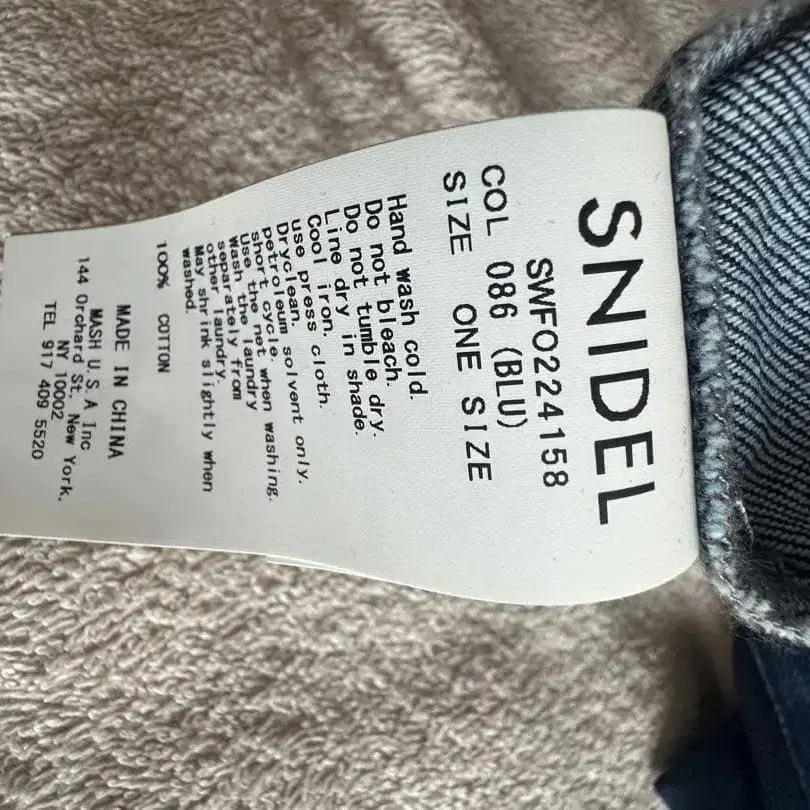 SNIDEL
SWFO224158
COL 086 (BLU)
SIZE ONE SIZE
Hand wash cold.
Do not bleach.
Do not tumble dry.
Line dry in shade.
Cool iron.
use press cloth.
Dryclean.
petroleum solvent only.
short cycle.
Use the net when washing.
Wash the laundry
separately from
other laundry.
May shrink slightly when
washed.
100% COTTON
MADE IN CHINA
MASH U.S.A Inc
144 Orchard St, New York,
NY 10002
TEL 917 409 5520